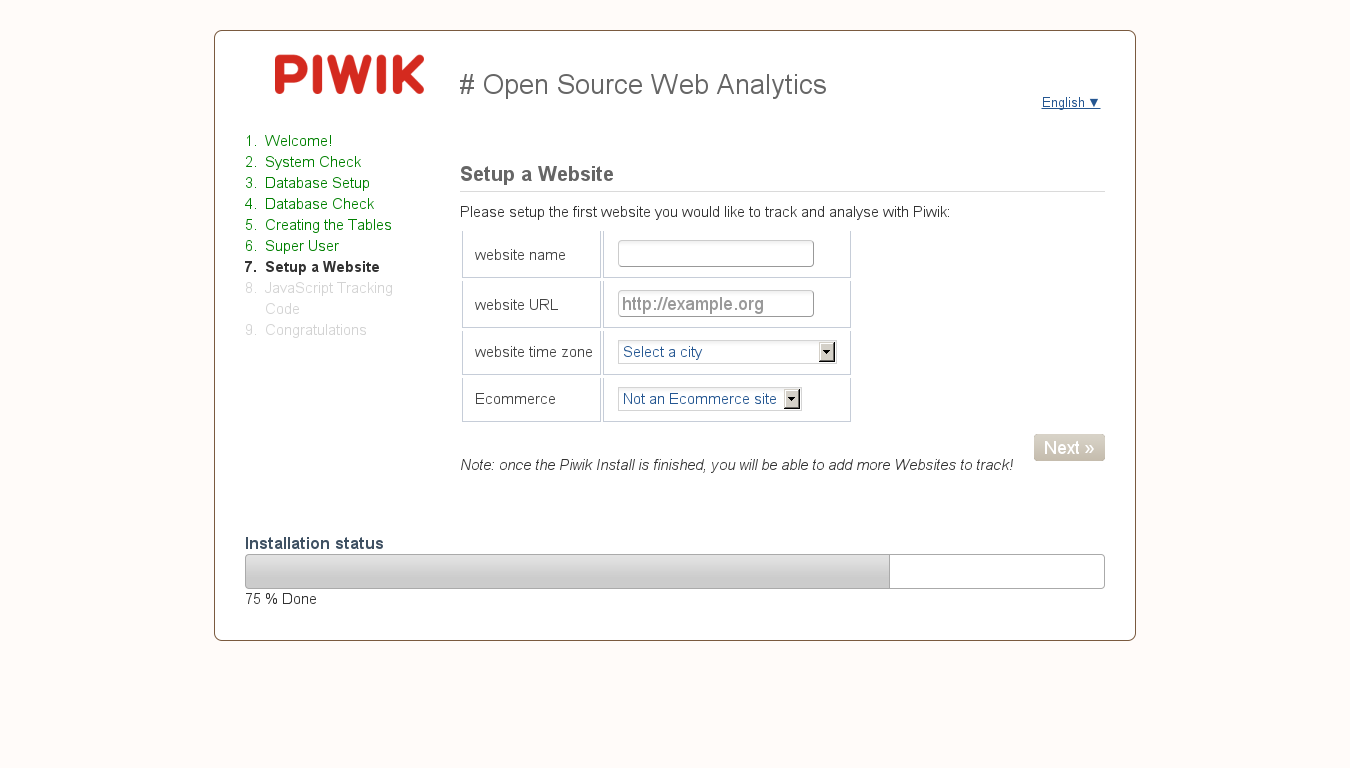 PIWIK
# Open Source Web Analytics
English ▼
1. Welcome!
2. System Check
3. Database Setup
4. Database Check
5. Creating the Tables
6. Super User
7. Setup a Website
8. JavaScript Tracking
Code
9. Congratulations
Setup a Website
Please setup the first website you would like to track and analyse with Piwik:
website name
website URL http://example.org
website time zone Select a city
Ecommerce Not an Ecommerce site
Next »
Note: once the Piwik Install is finished, you will be able to add more Websites to track!
Installation status
75 % Done